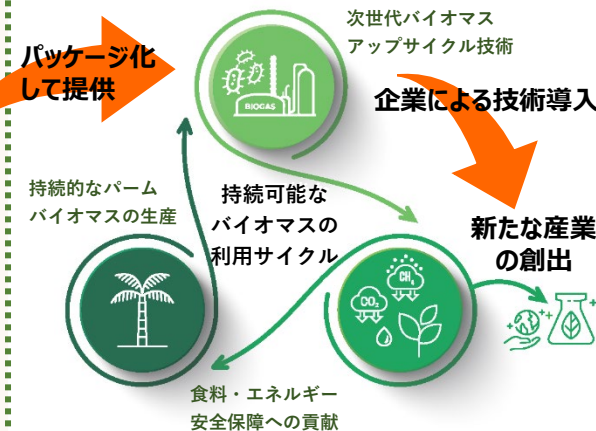 次世代バイオマス
アップサイクル技術
パッケージ化
して提供
BIOGAS
企業による技術導入
持続的なパーム
バイオマスの生産
持続可能な
バイオマスの
利用サイクル
新たな産業
の創出
CH₄
CO₂
食料・エネルギー
安全保障への貢献